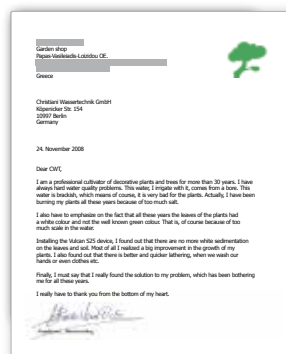 Garden shop
Papas-Vasileiadis-Loizidou OE.
Greece
Christiani Wassertechnik GmbH
Köpenicker Str. 154
10997 Berlin
Germany
24. November 2008
Dear CWT,
I am a professional cultivator of decorative plants and trees for more than 30 years. I have
always hard water quality problems. This water, I irrigate with it, comes from a bore. This
water is brackish, which means of course, it is very bad for the plants. Actually, I have been
burning my plants all these years because of too much salt.
I also have to emphasize on the fact that all these years the leaves of the plants had
a white colour and not the well known green colour. That is, of course because of too
much scale in the water.
Installing the Vulcan S25 device, I found out that there are no more white sedimentation
on the leaves and soil. Most of all I realized a big improvement in the growth of my
plants. I also found out that there is better and quicker lathering, when we wash our
hands or even clothes etc.
Finally, I must say that I really found the solution to my problem, which has been bothering
me for all these years.
I really have to thank you from the bottom of my heart.